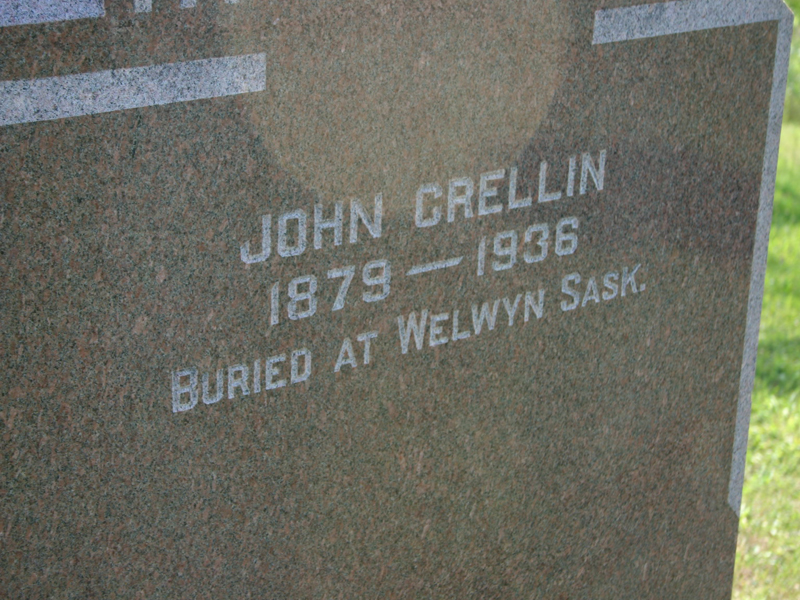 JOHN CRELLIN
1879 — 1936
BURIED AT WELWYN SASK.